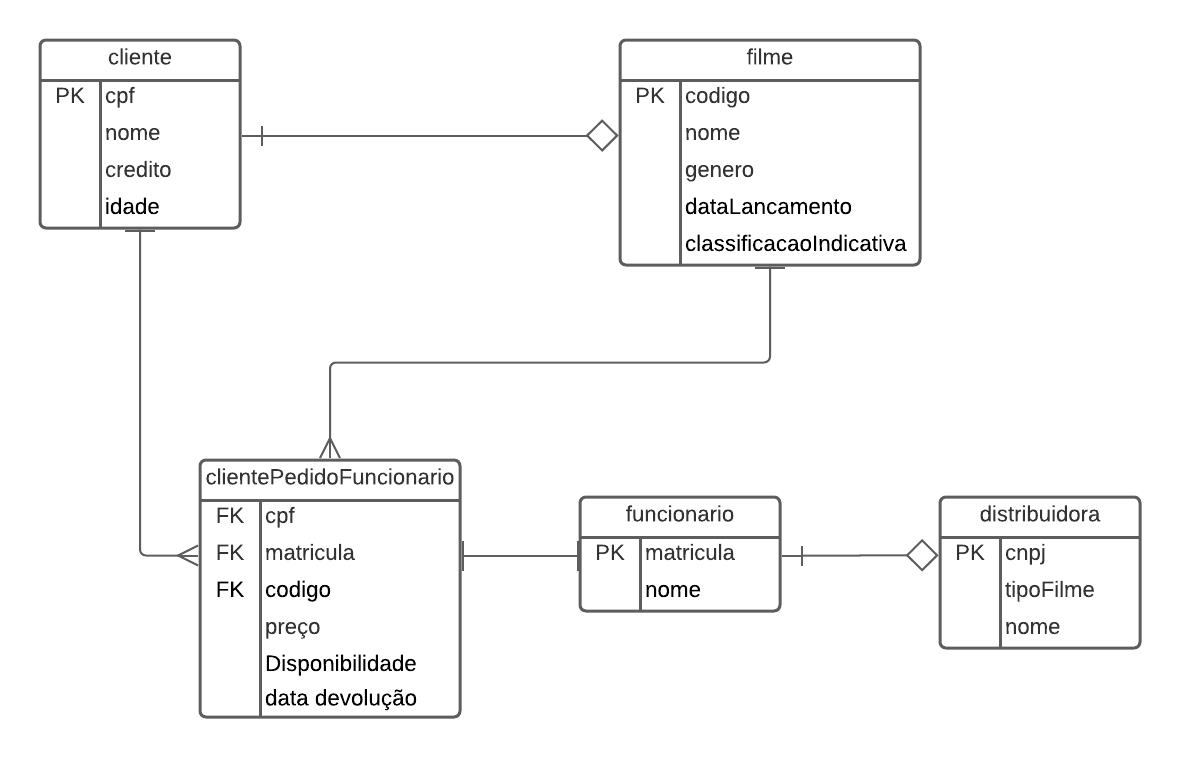 cliente
PK cpf
nome
credito
idade
filme
PK codigo
nome
genero
dataLancamento
classificacaoIndicativa
clientePedidoFuncionario
FK cpf
FK matricula
FK codigo
preço
Disponibilidade
data devolução
funcionario
PK matricula
nome
distribuidora
PK cnpj
tipoFilme
nome